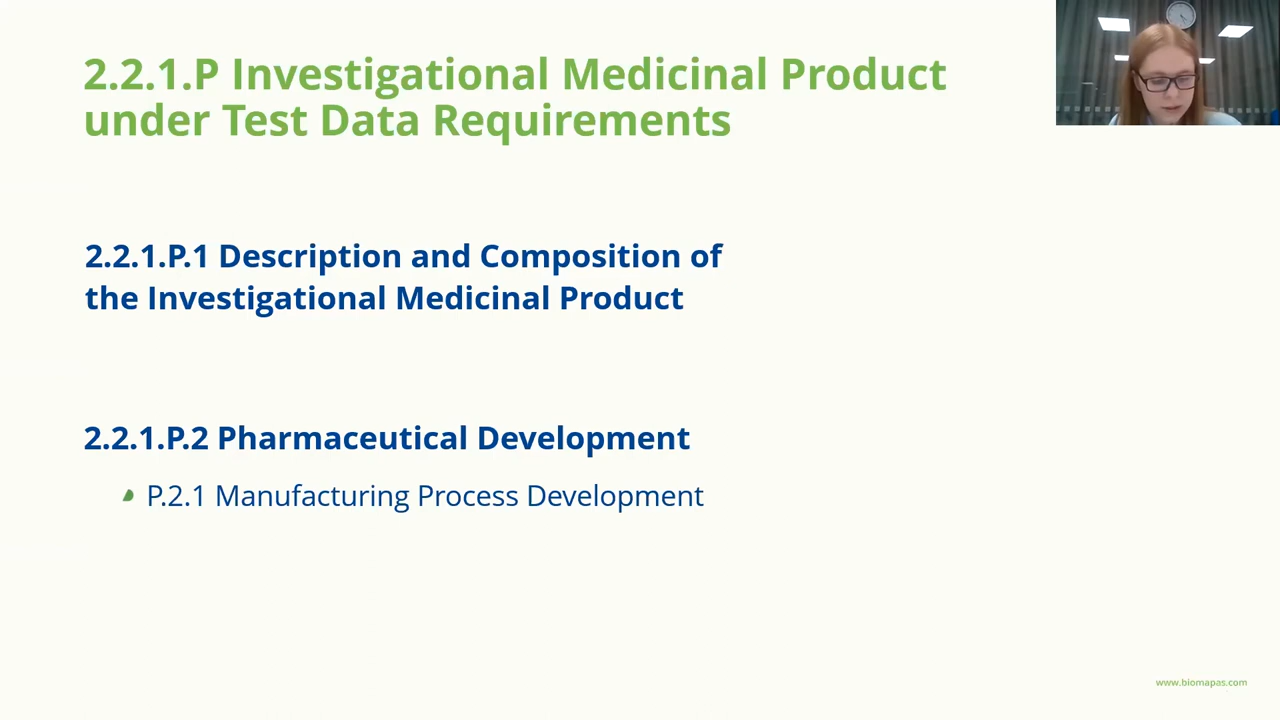 2.2.1.P Investigational Medicinal Product
under Test Data Requirements
2.2.1.P.1 Description and Composition of
the Investigational Medicinal Product
2.2.1.P.2 Pharmaceutical Development
P.2.1 Manufacturing Process Development
www.biomapas.com